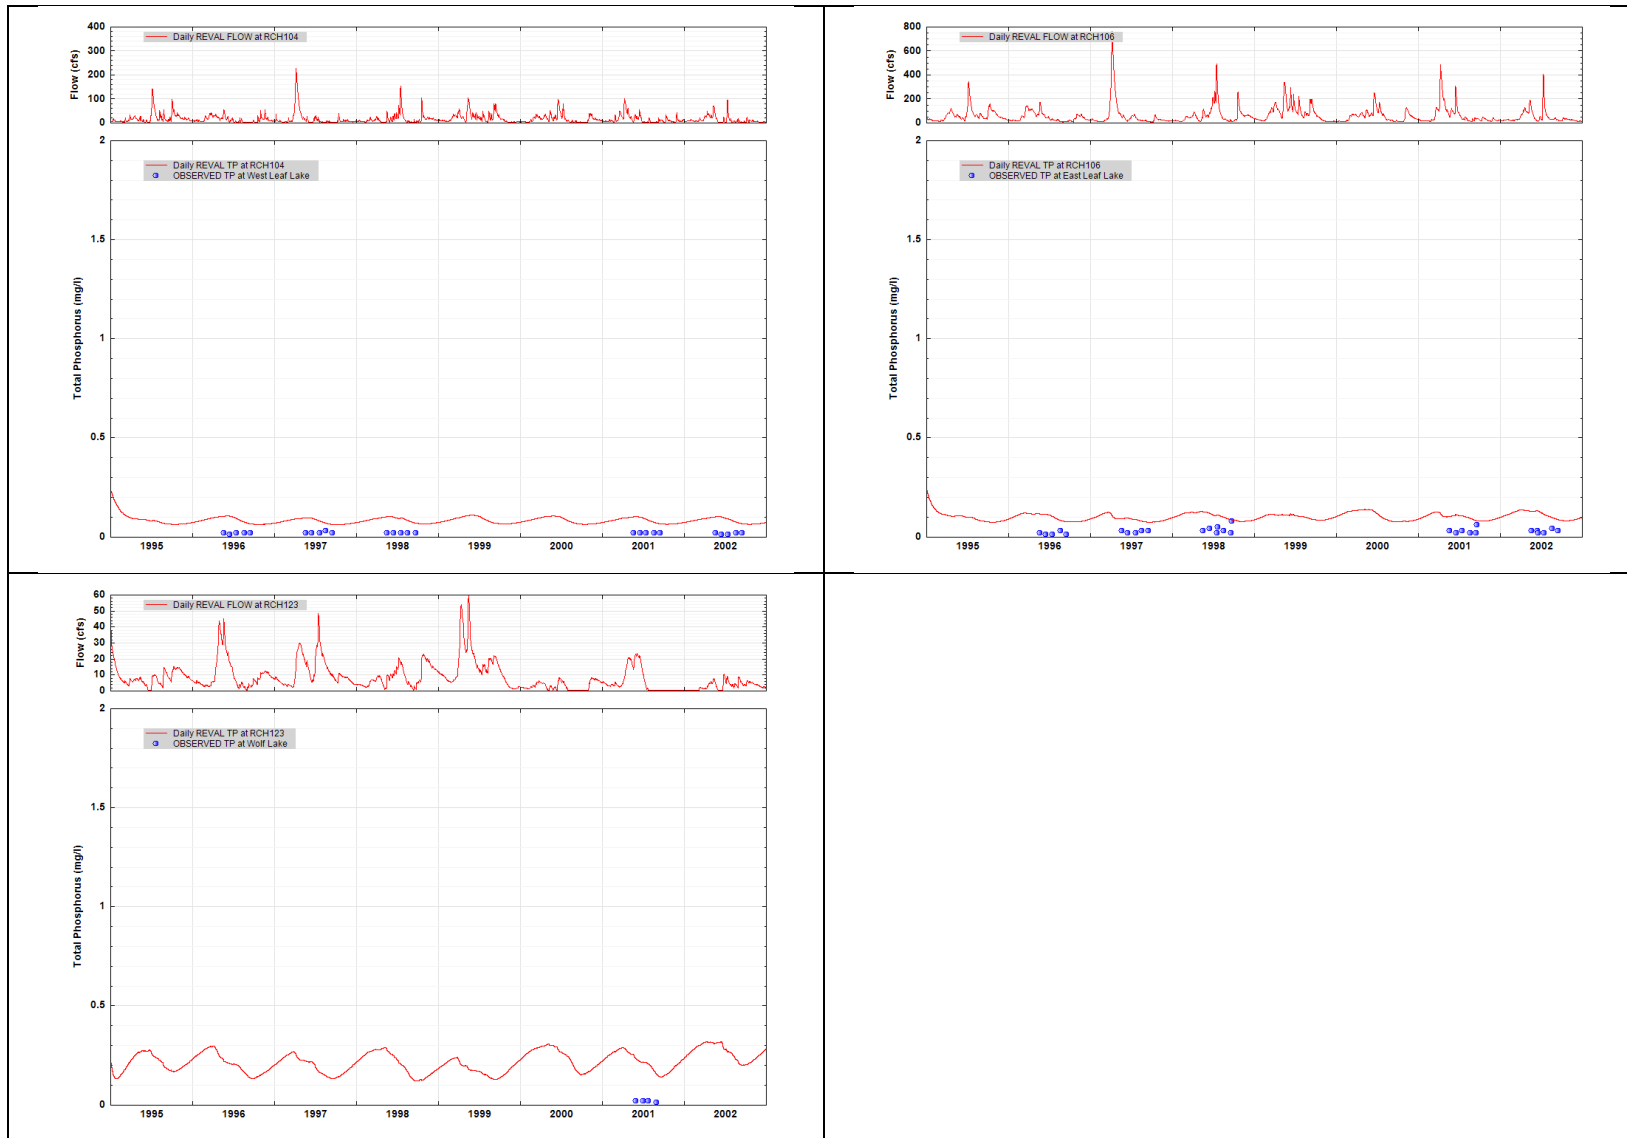 400
300
200
100
0
Flow (cfs)
Daily REVAL FLOW at RCH104
2
1.5
1
0.5
0
Total Phosphorus (mg/l)
Daily REVAL TP at RCH104
OBSERVED TP at West Leaf Lake
1995 1996 1997 1998 1999 2000 2001 2002
800
600
400
200
0
Flow (cfs)
Daily REVAL FLOW at RCH106
2
1.5
1
0.5
0
Total Phosphorus (mg/l)
Daily REVAL TP at RCH106
OBSERVED TP at East Leaf Lake
1995 1996 1997 1998 1999 2000 2001 2002
60
50
40
30
20
10
0
Flow (cfs)
Daily REVAL FLOW at RCH123
2
1.5
1
0.5
0
Total Phosphorus (mg/l)
Daily REVAL TP at RCH123
OBSERVED TP at Wolf Lake
1995 1996 1997 1998 1999 2000 2001 2002